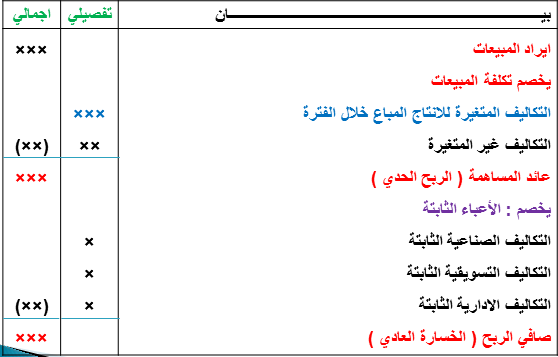 بيـــــــــــــــــــــــــــــــــــــــــــــان تفصيلي اجمالي
ايراد المبيعات ×××
يخصم تكلفة المبيعات
التكاليف المتغيرة للانتاج المباع خلال الفترة ×××
التكاليف غير المتغيرة ×× (××)
عائد المساهمة ( الربح الحدي ) ×××
يخصم : الأعباء الثابتة
التكاليف الصناعية الثابتة ×
التكاليف التسويقية الثابتة ×
التكاليف الادارية الثابتة × (××)
صافي الربح ( الخسارة العادي ) ×××